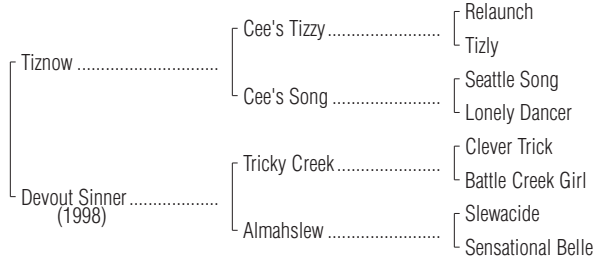 Relaunch
Cee's Tizzy
Tizly
Tiznow
Seattle Song
Cee's Song
Lonely Dancer
Clever Trick
Tricky Creek
Battle Creek Girl
Devout Sinner
(1998)
Slewacide
Almahslew
Sensational Belle